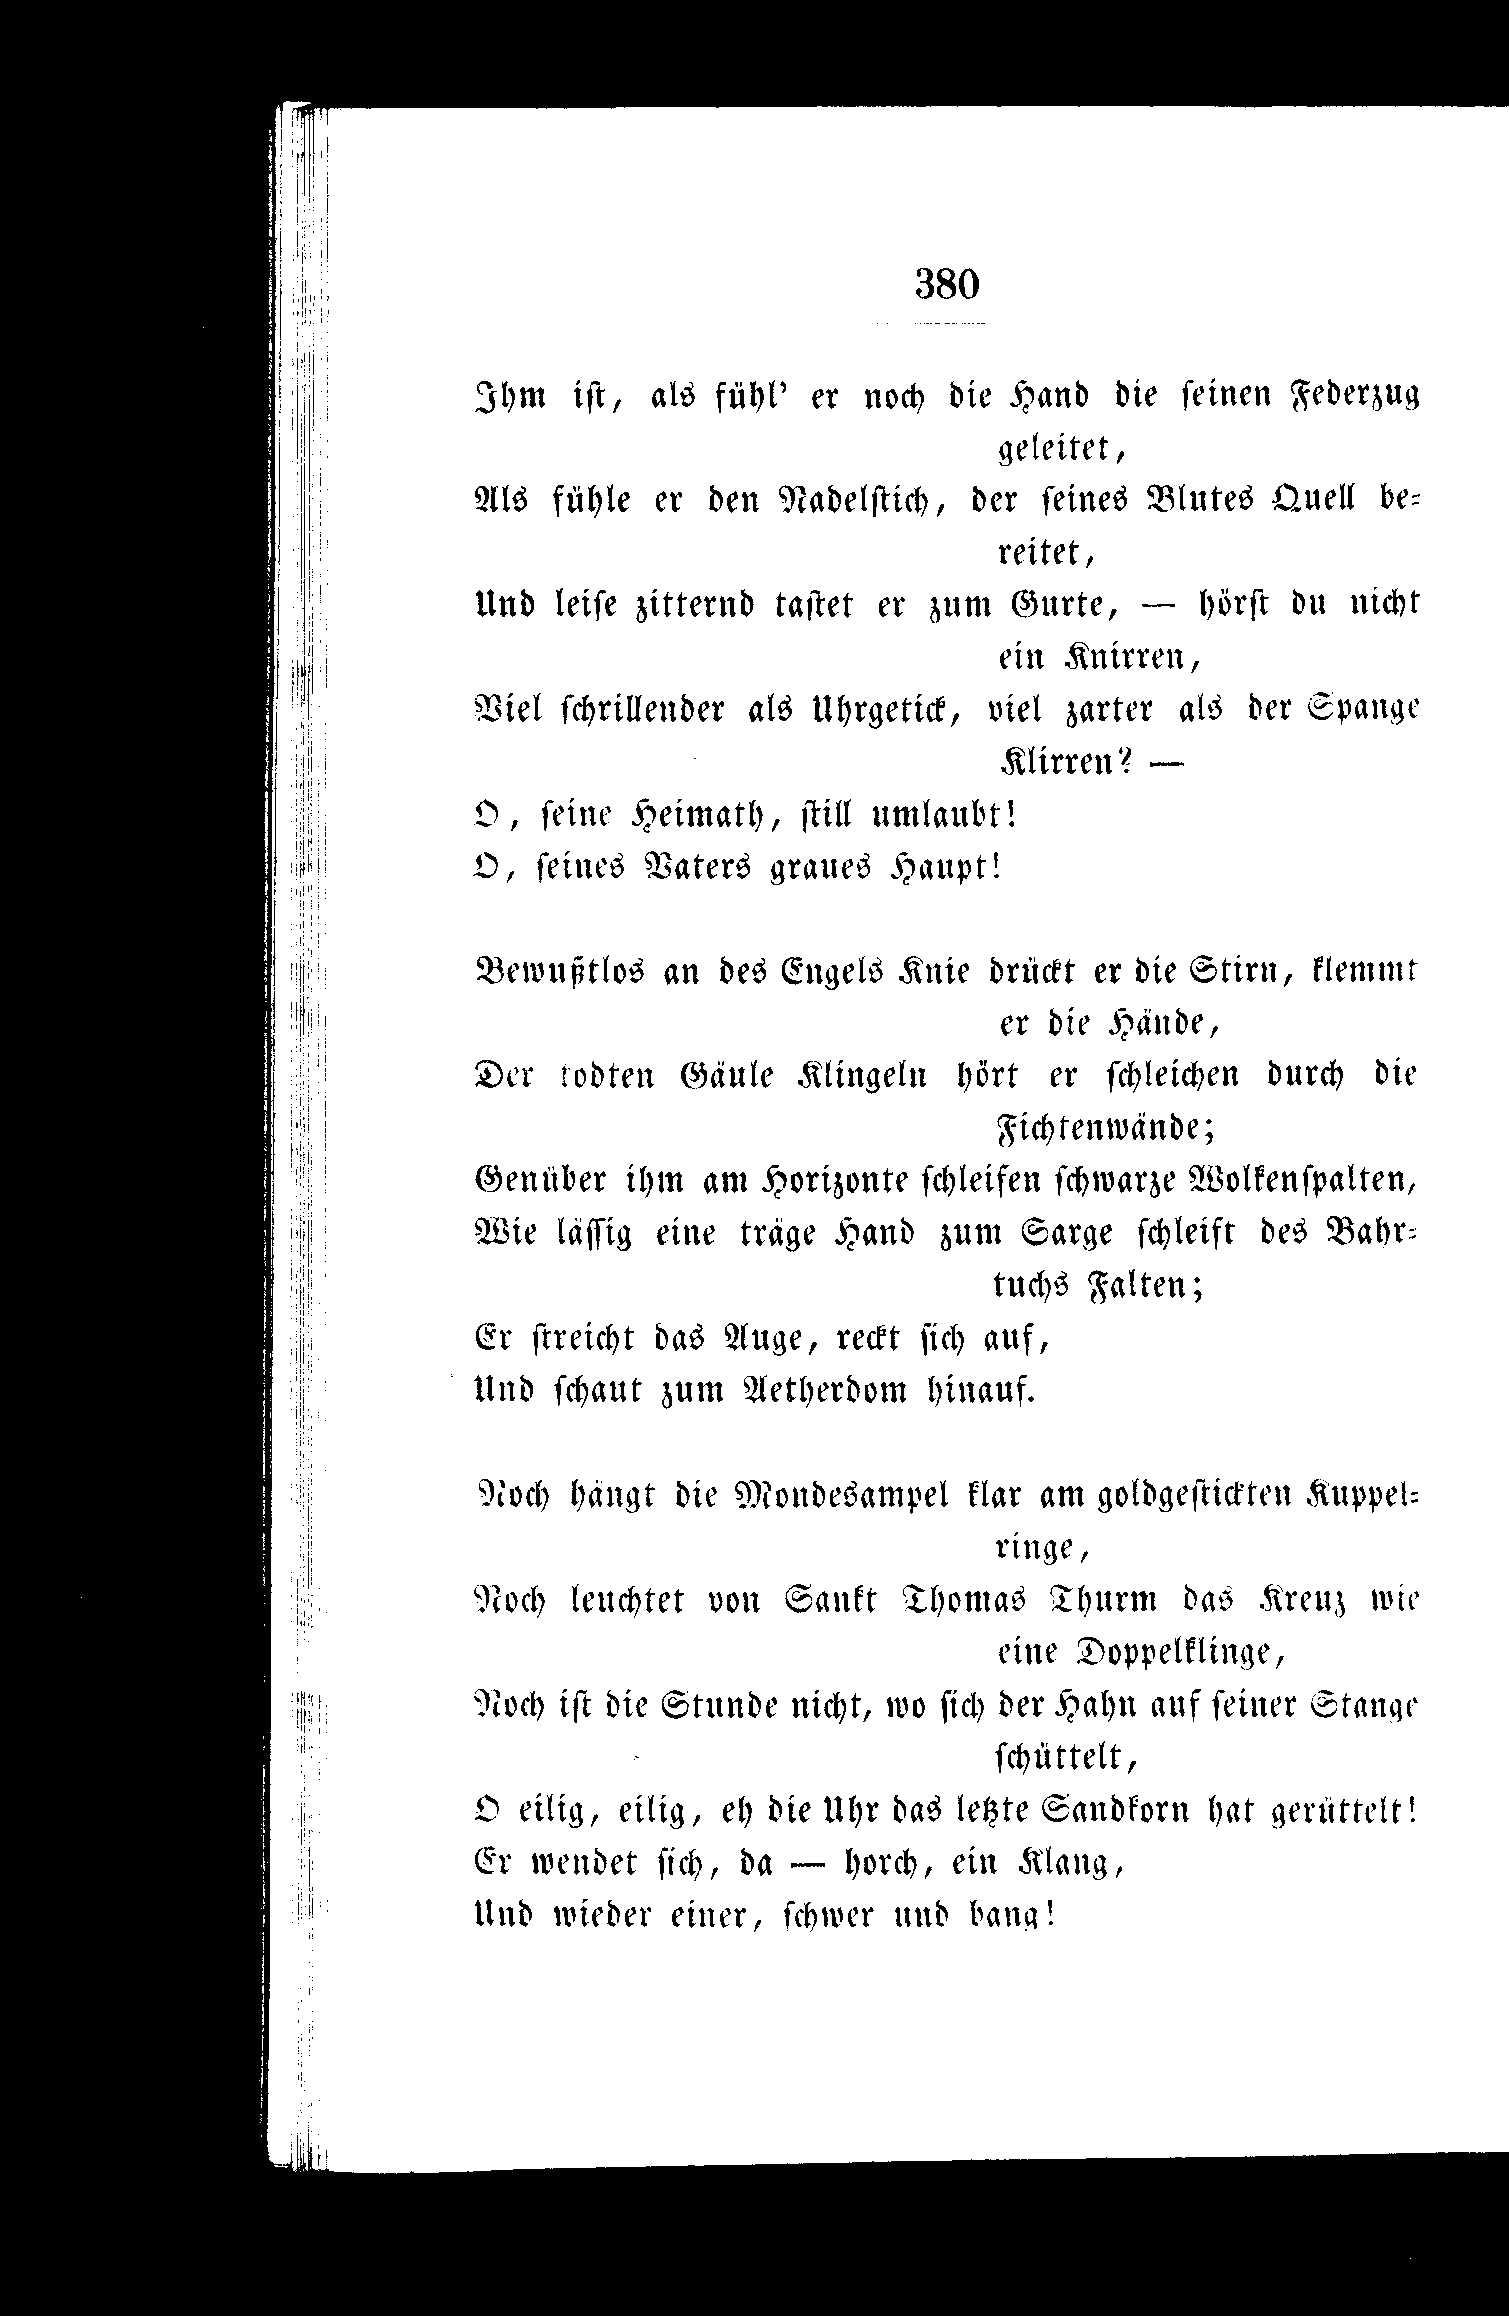 380
Ihm ist, als fühl' er noch die Hand die seinen Federzug
geleitet,
Als fühle er den Nadelstich, der seines Blutes Quell be-
reitet,
Und leise zitternd tastet er zum Gurte, — hörst du nicht
ein Knirren,
Viel schrillender als Uhrgetick, viel zarter als der Spange
Klirren? —
O, seine Heimath, still umlaubt!
O, seines Vaters graues Haupt!
Bewußtlos an des Engels Knie drückt er die Stirn, klemmt
er die Hände,
Der todten Gäule Klingeln hört er schleichen durch die
Fichtenwände;
Genüber ihm am Horizonte schleifen schwarze Wolkenspalten,
Wie lässig eine träge Hand zum Sarge schleift des Bahr-
tuchs Falten;
Er streicht das Auge, reckt sich auf,
Und schaut zum Aetherdom hinauf.
Noch hängt die Mondesampel klar am goldgestickten Kuppel-
ringe,
Noch leuchtet von Sankt Thomas Thurm das Kreuz wie
eine Doppelklinge,
Noch ist die Stunde nicht, wo sich der Hahn auf seiner Stange
schüttelt,
O eilig, eilig, eh die Uhr das letzte Sandkorn hat gerüttelt!
Er wendet sich, da — horch, ein Klang,
Und wieder einer, schwer und bang!